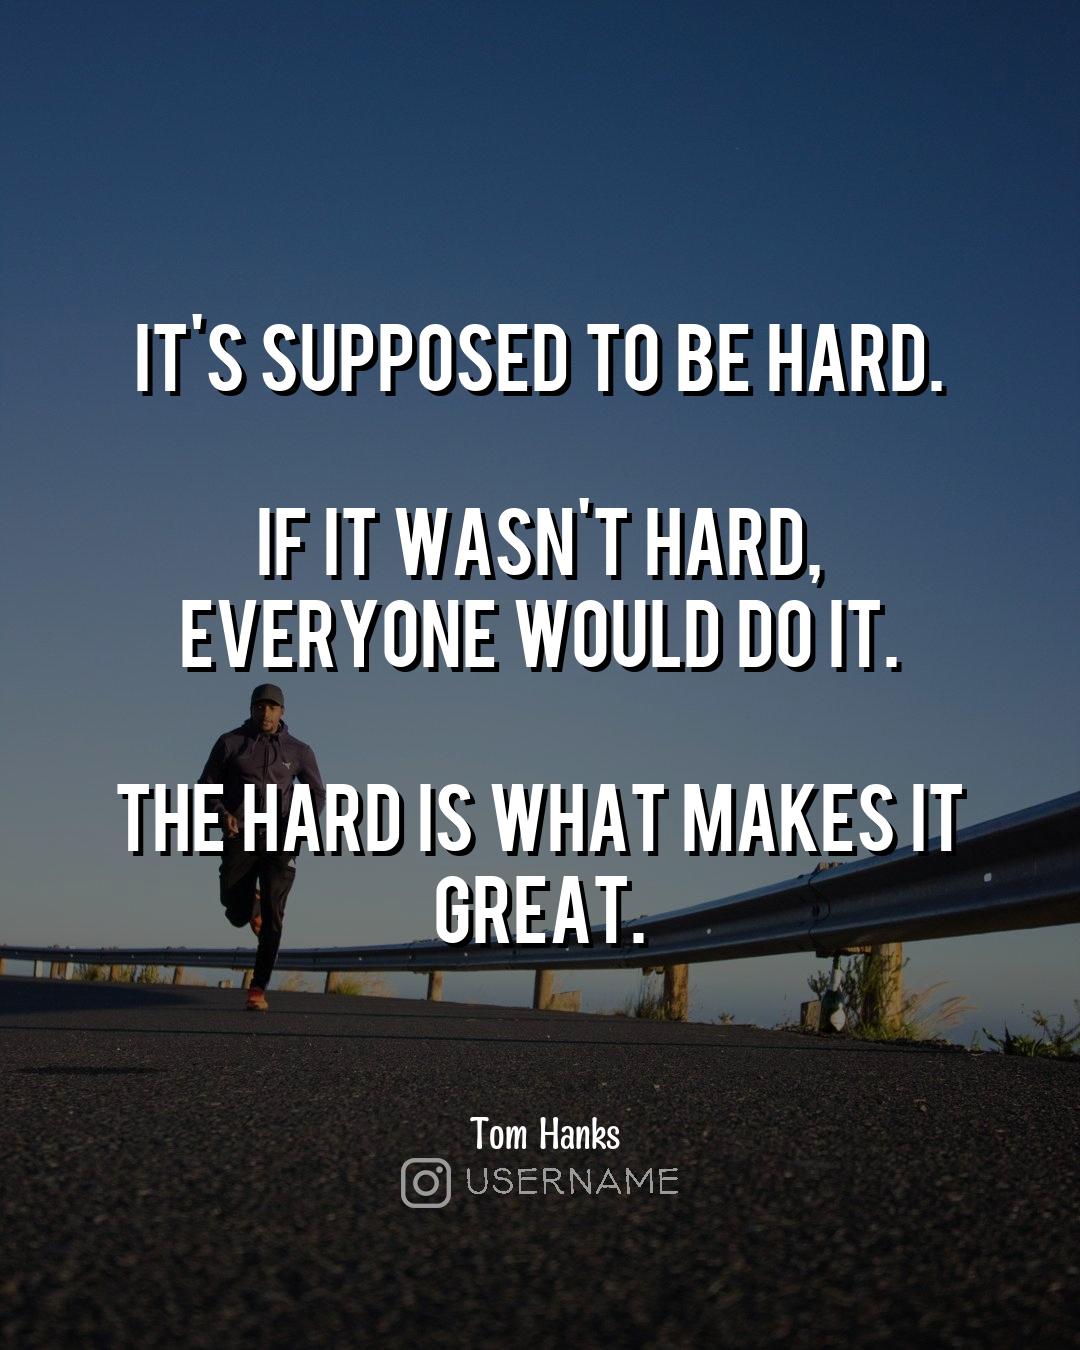 IT'S SUPPOSED TO BE HARD.
IF IT WASN'T HARD,
EVERYONE WOULD DO IT.
THE HARD IS WHAT MAKES IT
GREAT.
Tom Hanks
USERNAME